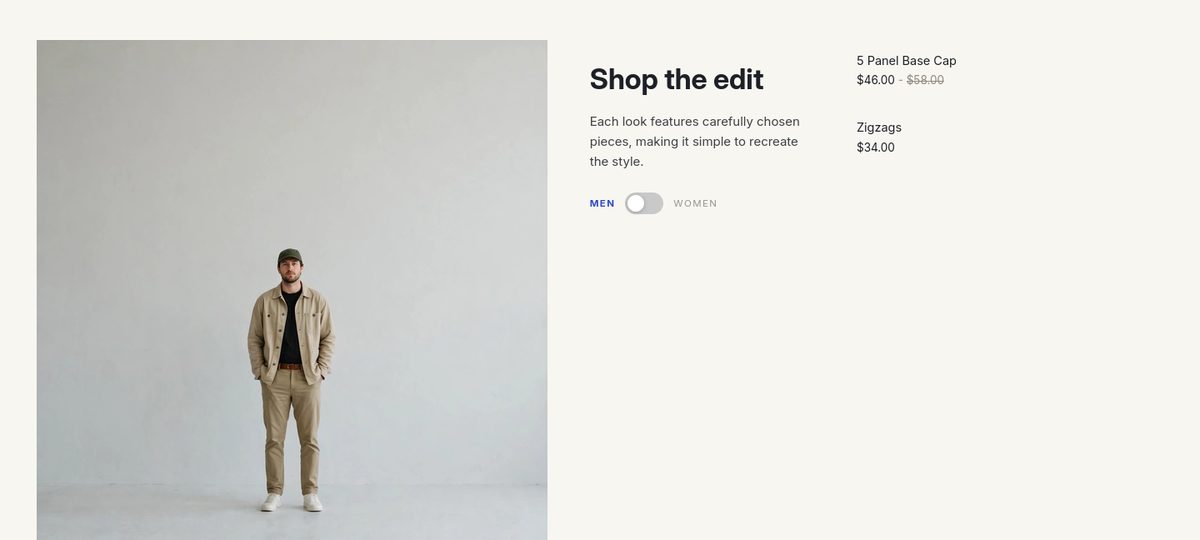 Shop the edit
Each look features carefully chosen
pieces, making it simple to recreate
the style.
MEN
WOMEN
5 Panel Base Cap
$46.00 - $58.00
Zigzags
$34.00